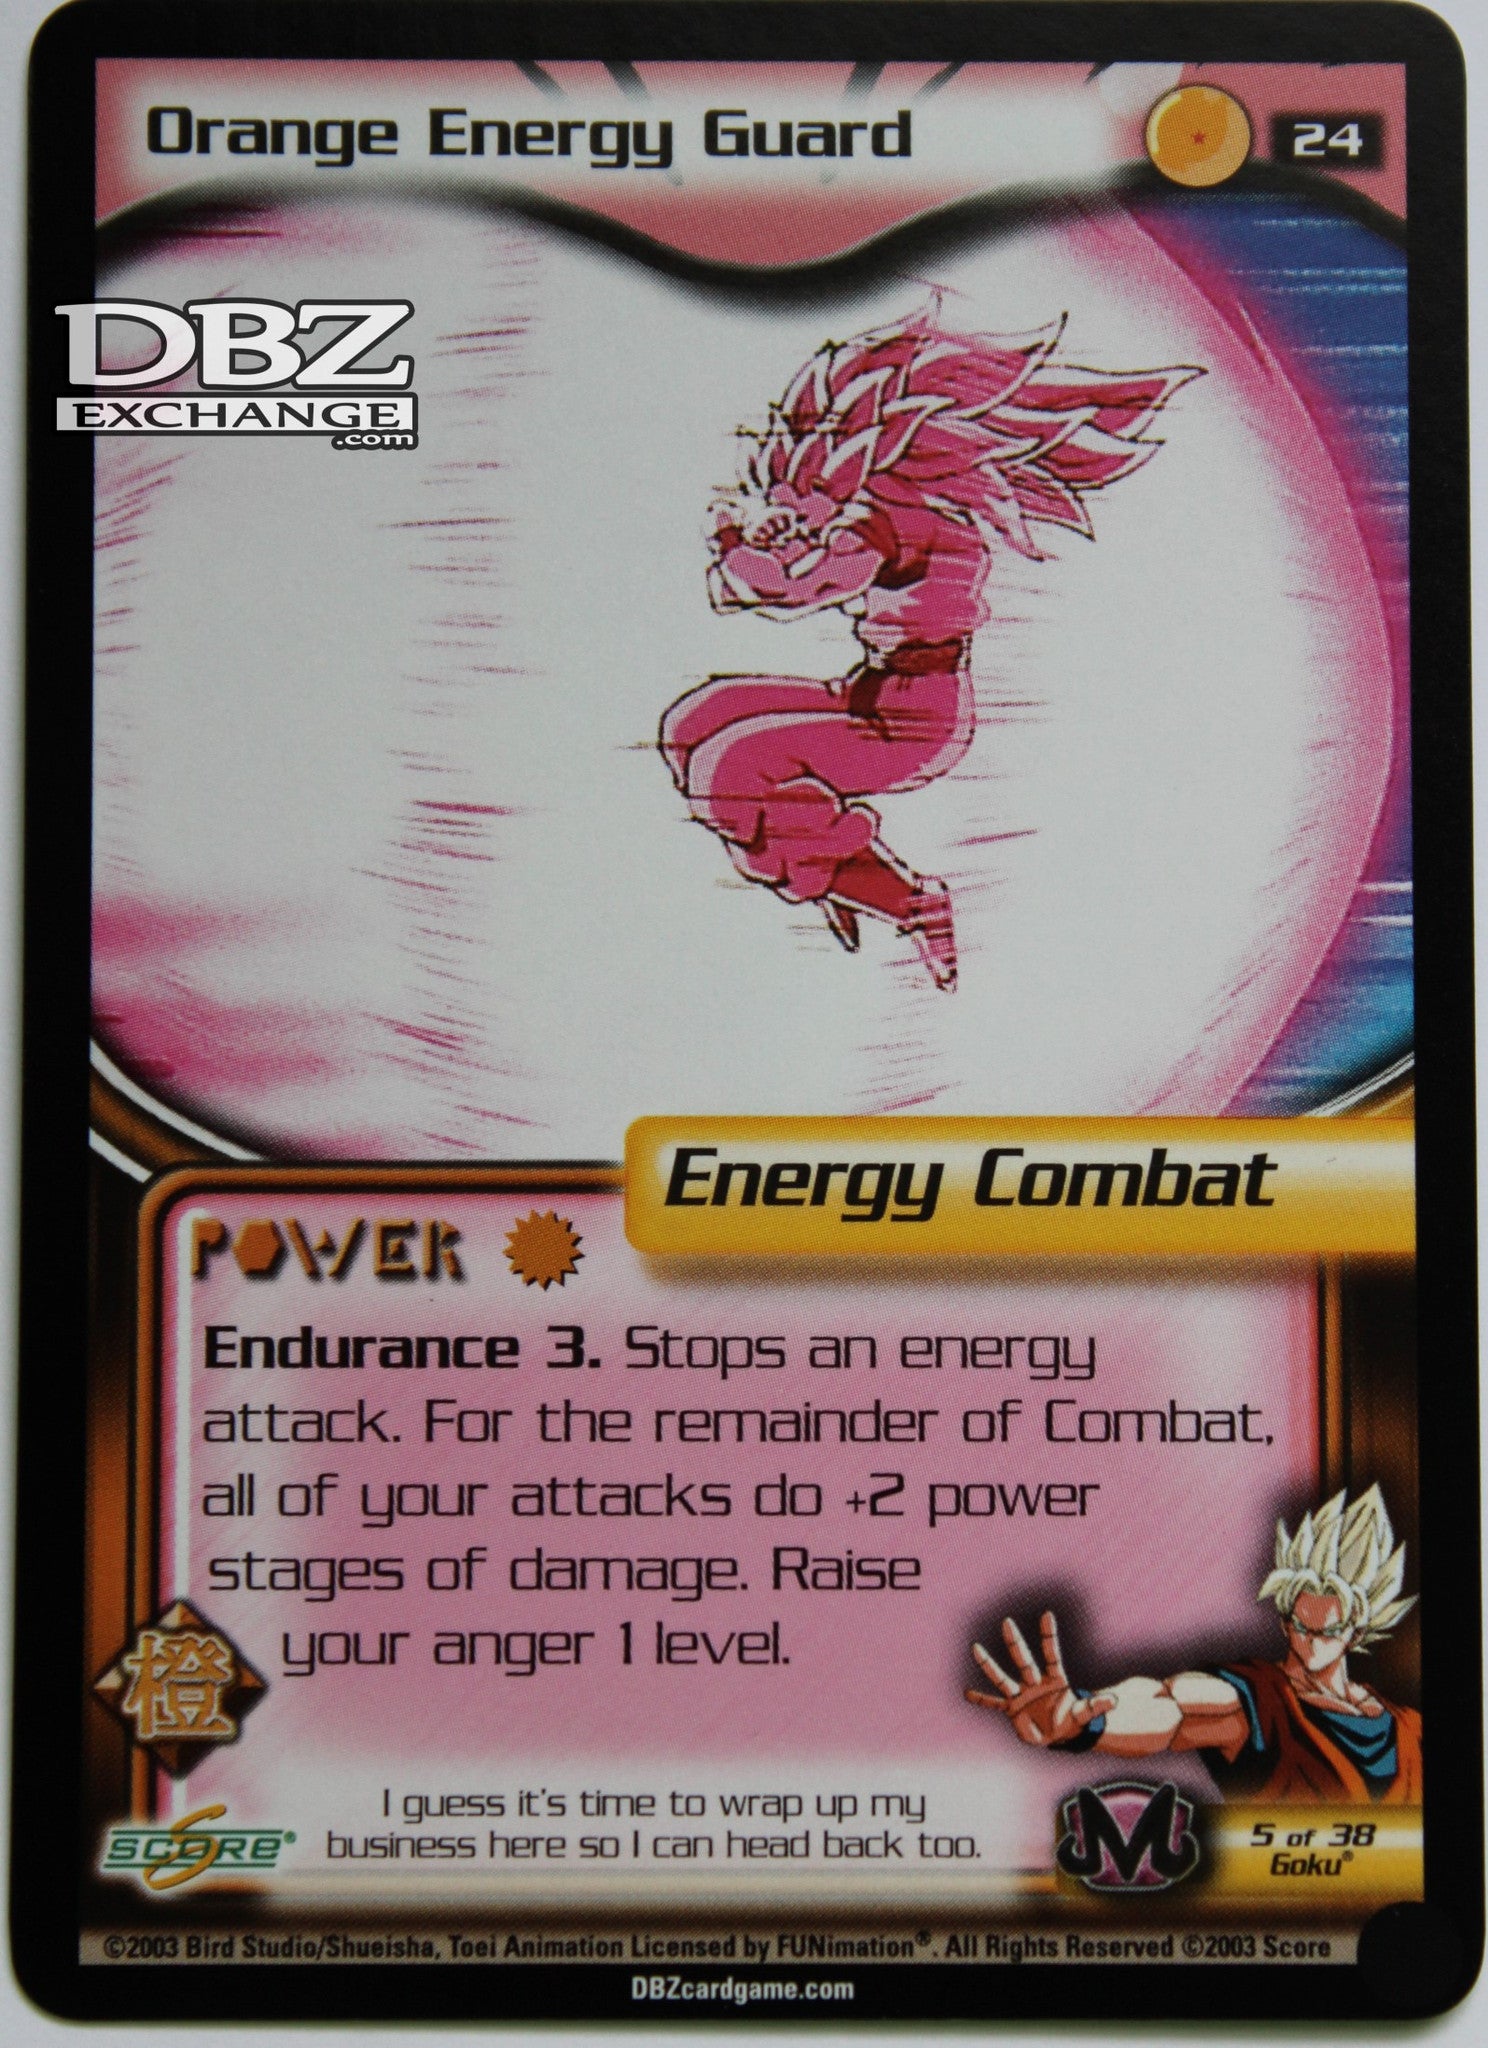 Orange Energy Guard
24
DBZ
EXCHANGE
.com
Energy Combat
POWER
Endurance 3. Stops an energy
attack. For the remainder of Combat,
all of your attacks do +2 power
stages of damage. Raise
your anger 1 level.
橙
I guess it's time to wrap up my
business here so I can head back too.
SCORE®
M
5 of 38
Goku®
©2003 Bird Studio/Shueisha, Toei Animation Licensed by FUNimation®. All Rights Reserved ©2003 Score
DBZcardgame.com